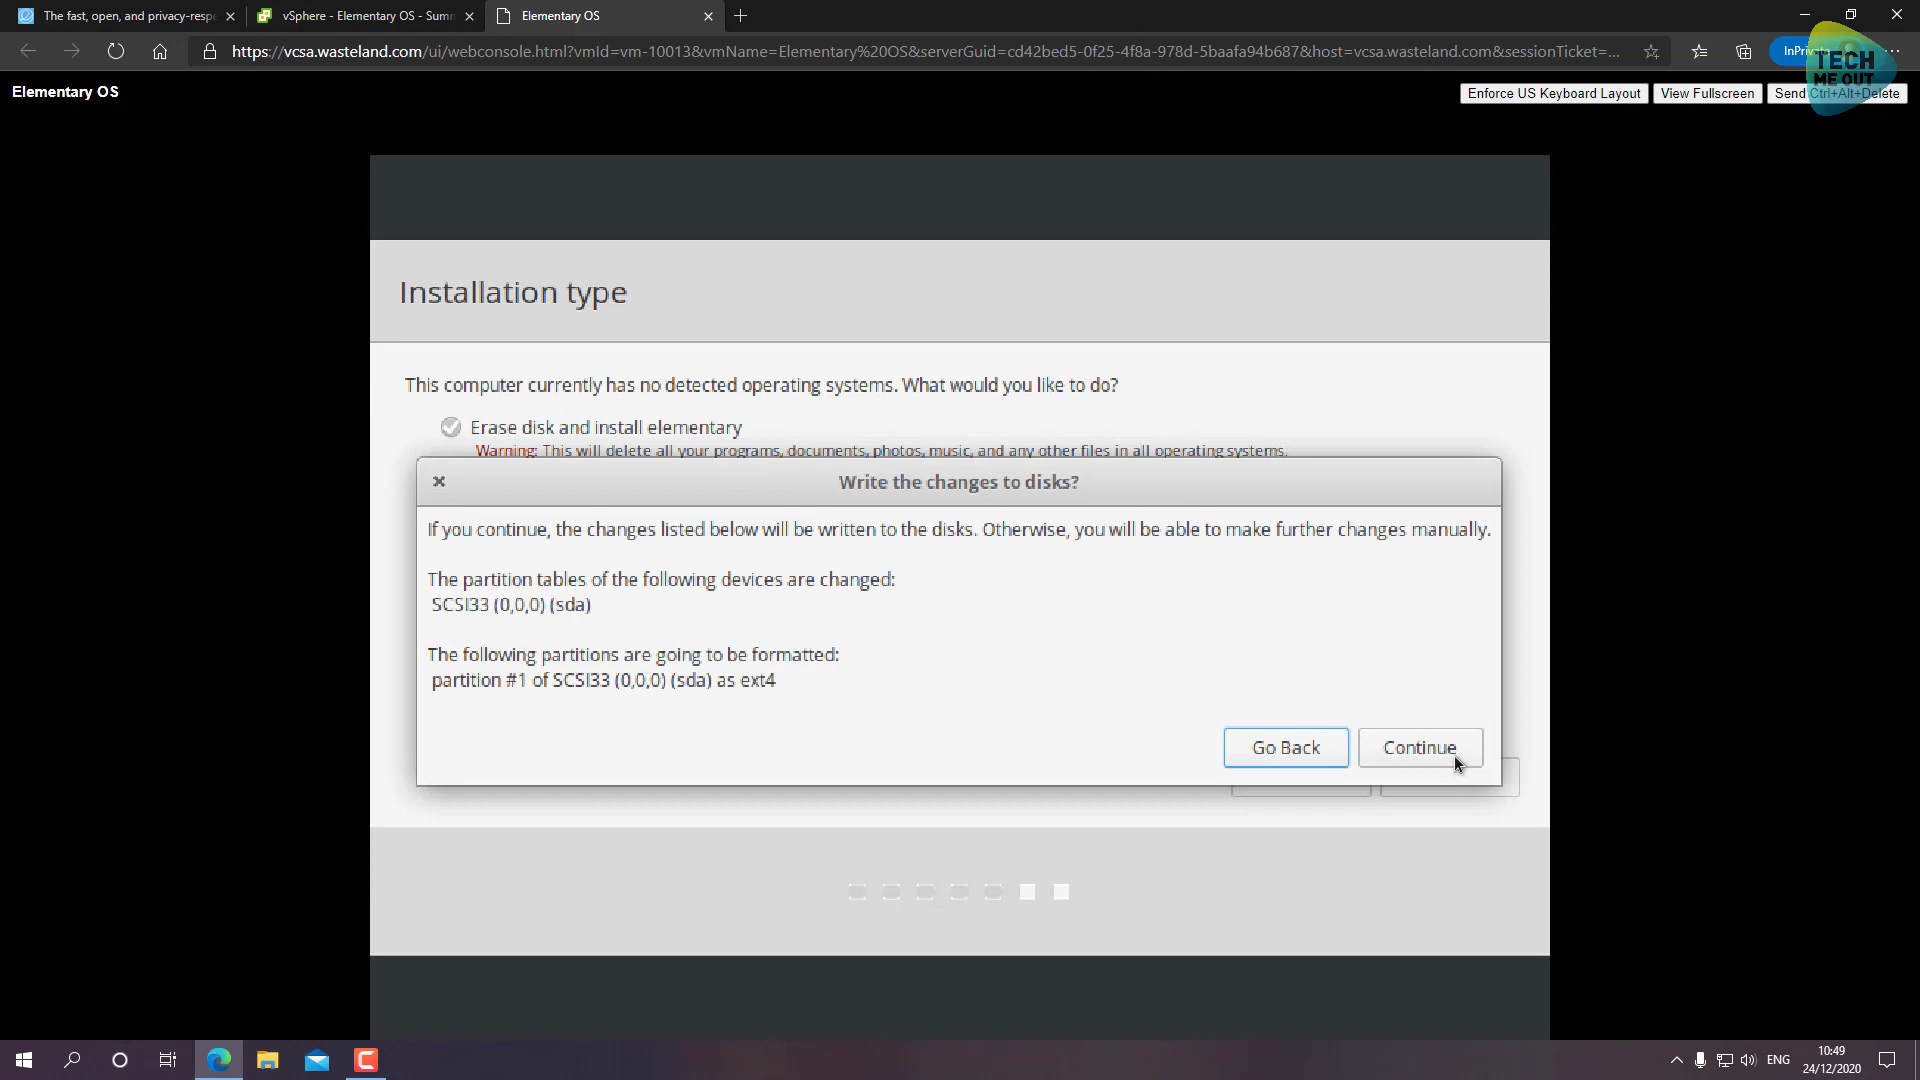 The fast, open, and privacy-resp
vSphere - Elementary OS - Sum
Elementary OS
https://vcsa.wasteland.com/ui/webconsole.html?vmId=vm-10013&vmName=Elementary%20OS&serverGuid=cd42bed5-0f25-4f8a-978d-5baafa94b687&host=vcsa.wasteland.com&sessionTicket=...
InPrivate
TECH
ME OUT
Elementary OS
Enforce US Keyboard Layout
View Fullscreen
Send Ctrl+Alt+Delete
Installation type
This computer currently has no detected operating systems. What would you like to do?
Erase disk and install elementary
Warning: This will delete all your programs, documents, photos, music, and any other files in all operating systems.
Write the changes to disks?
If you continue, the changes listed below will be written to the disks. Otherwise, you will be able to make further changes manually.
The partition tables of the following devices are changed:
SCSI33 (0,0,0) (sda)
The following partitions are going to be formatted:
partition #1 of SCSI33 (0,0,0) (sda) as ext4
Go Back
Continue
ENG
10:49
24/12/2020